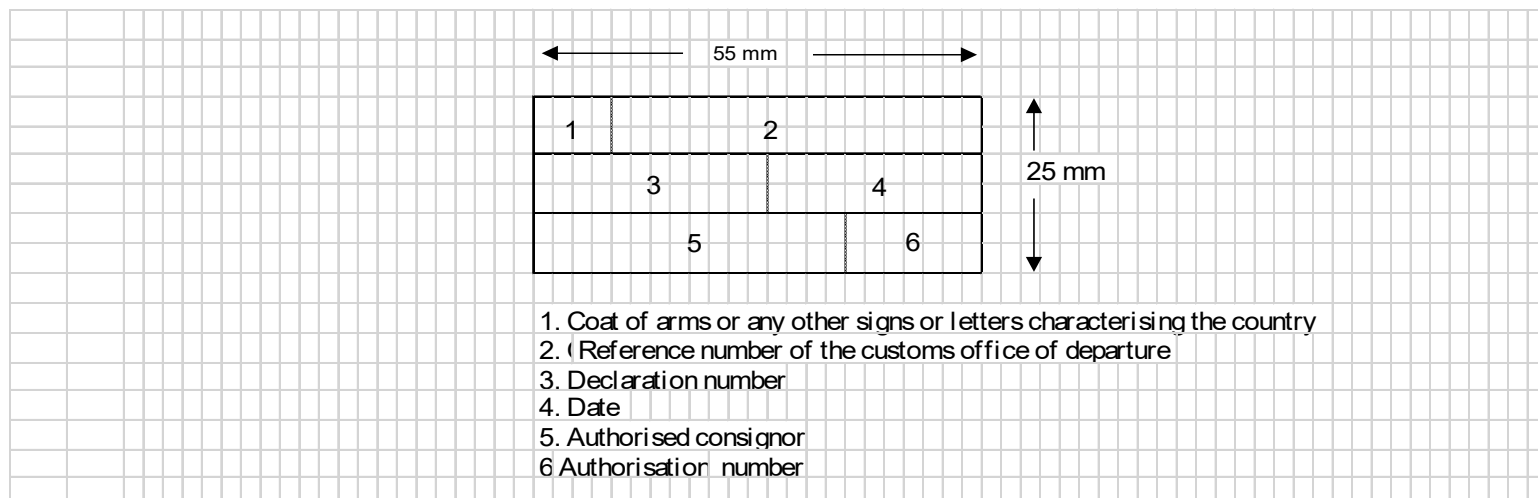 55 mm
1 2
25 mm
3 4
5 6
1. Coat of arms or any other signs or letters characterising the country
2. (Reference number of the customs office of departure
3. Declaration number
4. Date
5. Authorised consignor
6 Authorisation number